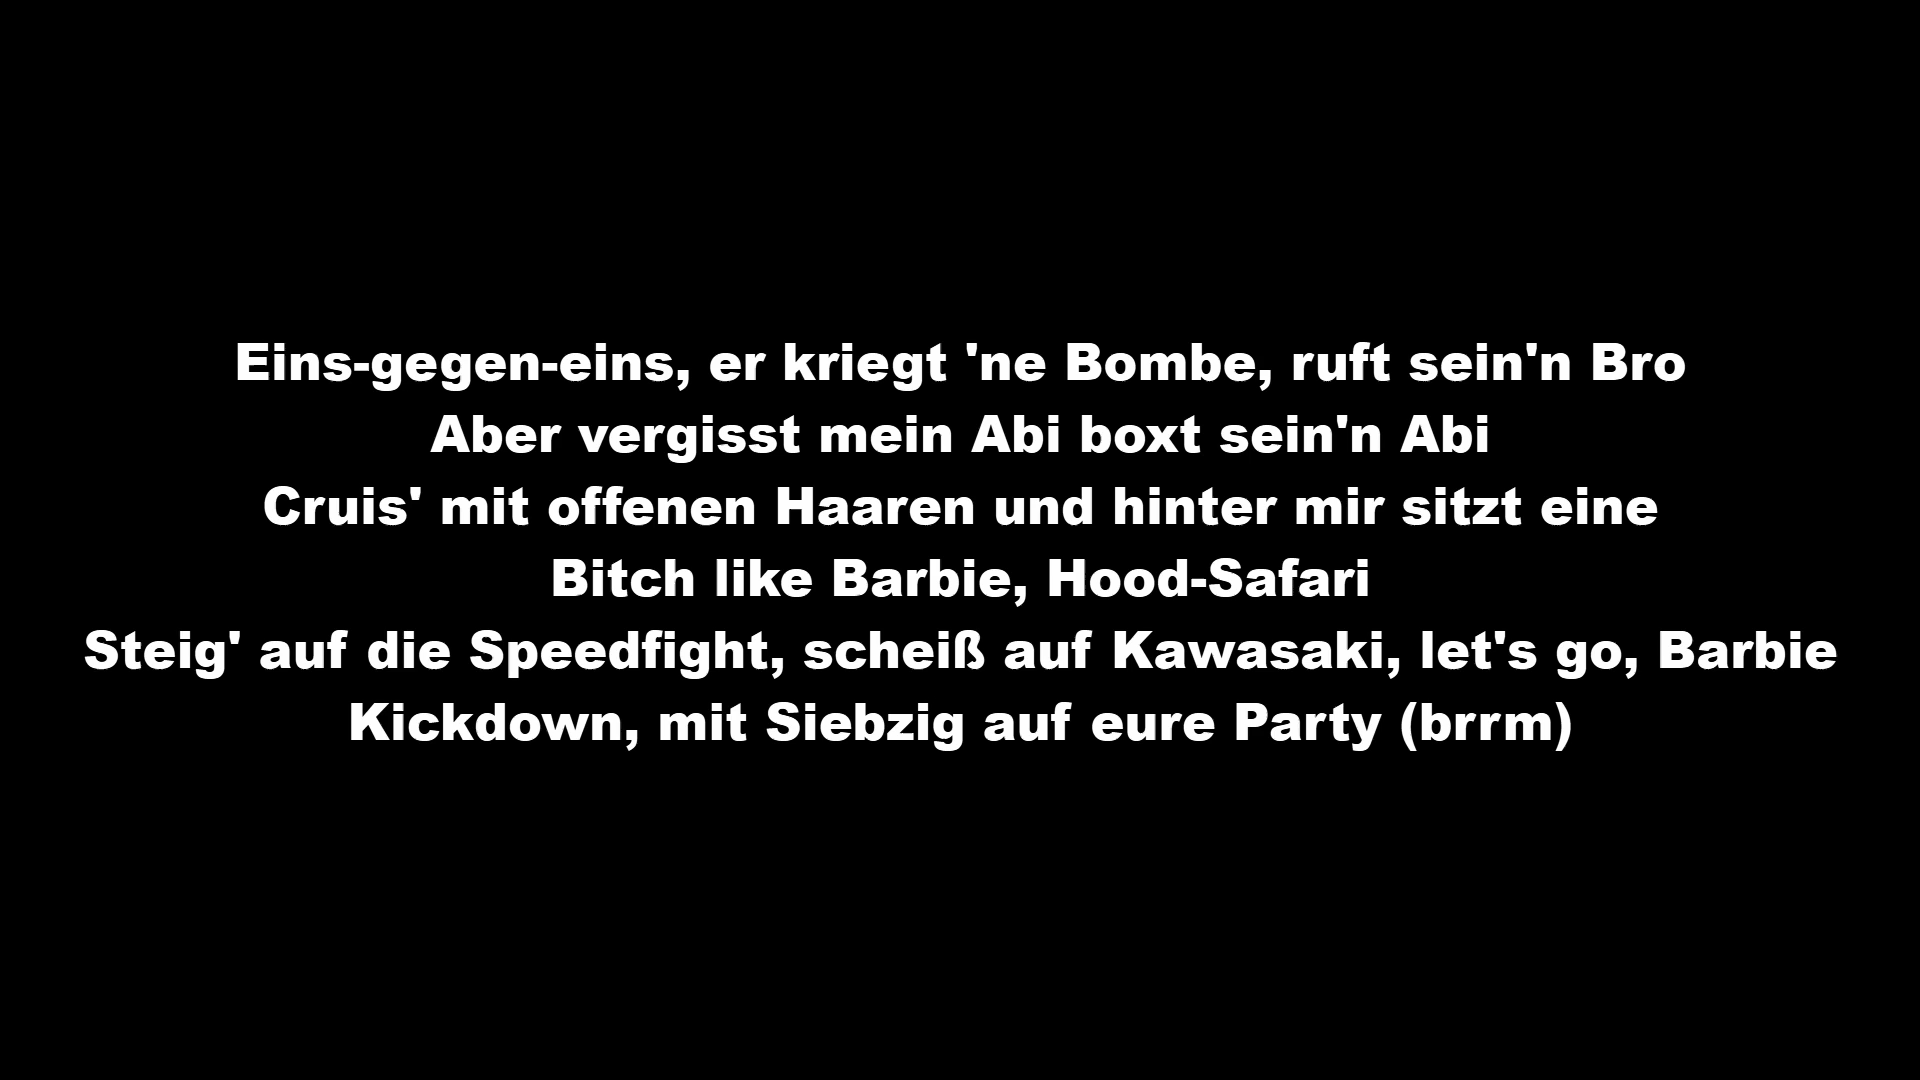 Eins-gegen-eins, er kriegt 'ne Bombe, ruft sein'n Bro
Aber vergisst mein Abi boxt sein'n Abi
Cruis' mit offenen Haaren und hinter mir sitzt eine
Bitch like Barbie, Hood-Safari
Steig' auf die Speedfight, scheiß auf Kawasaki, let's go, Barbie
Kickdown, mit Siebzig auf eure Party (brrm)